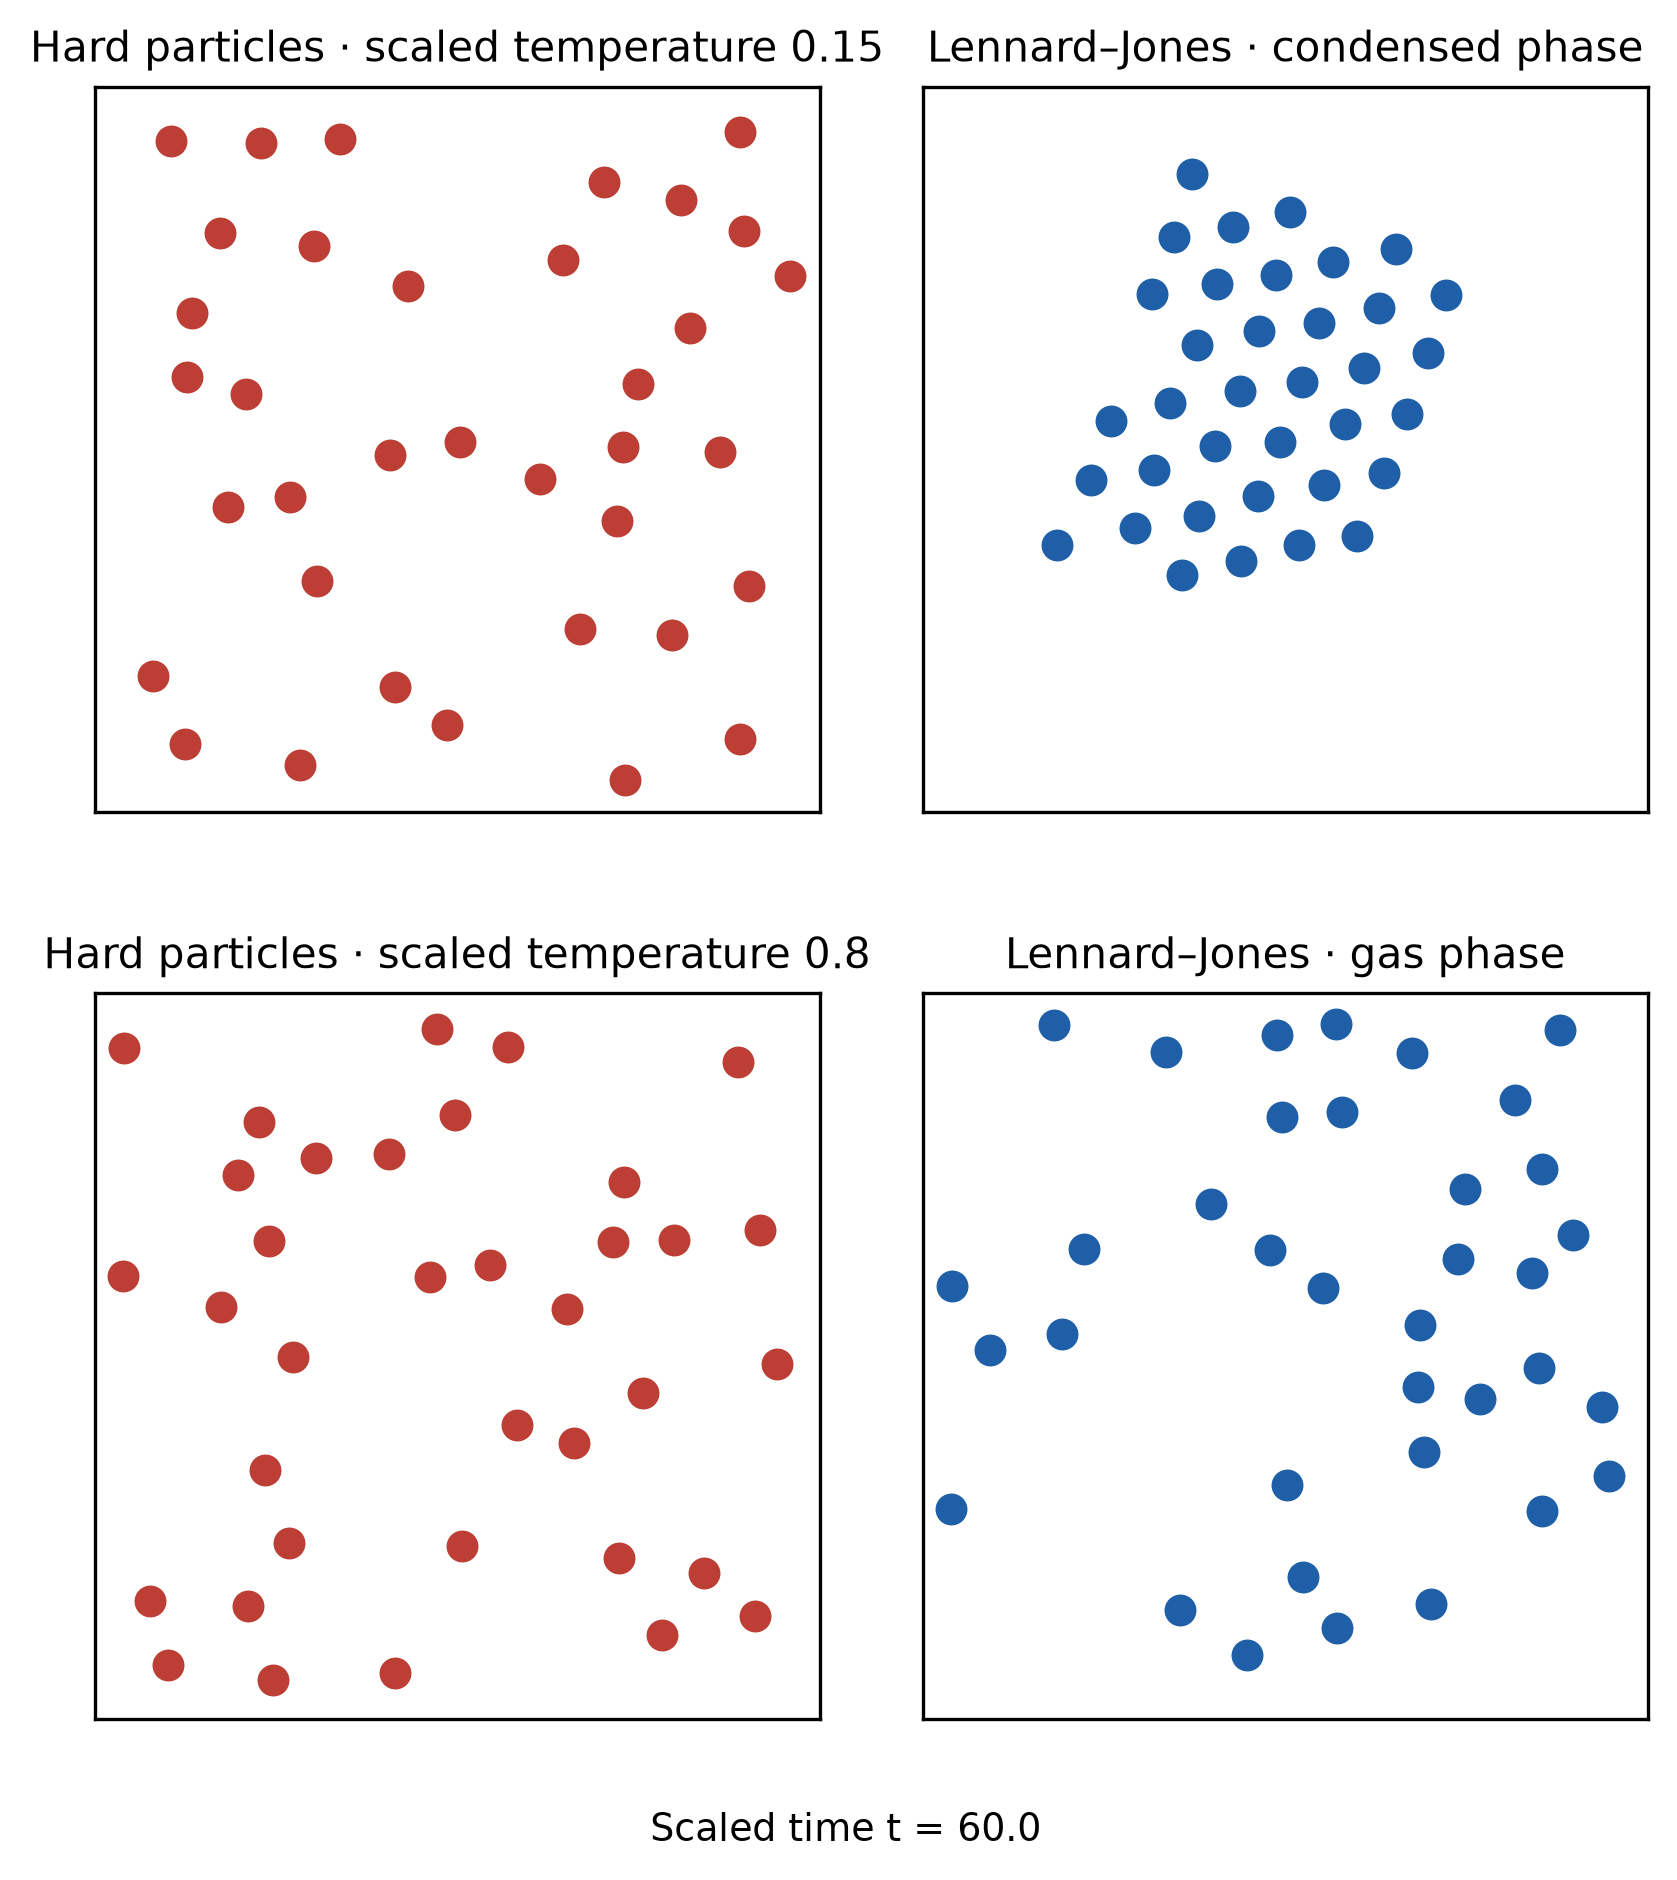 Hard particles · scaled temperature 0.15
Lennard–Jones · condensed phase
Hard particles · scaled temperature 0.8
Lennard–Jones · gas phase
Scaled time t = 60.0